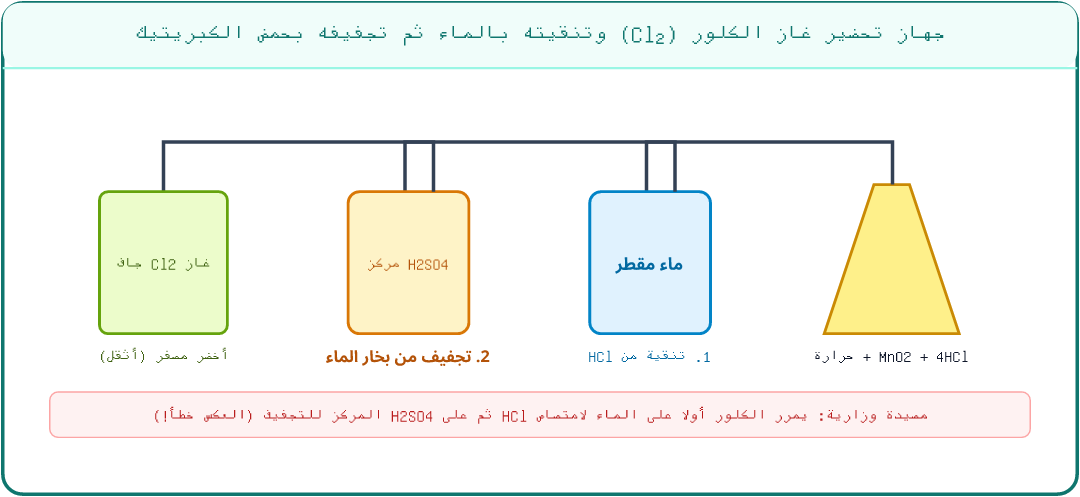 جهاز تحضير غاز الكلور (Cl₂) وتنقيته بالماء ثم تجفيفه بحمض الكبريتيك
ماء مقطر
H2SO4 مركز
غاز Cl2 جاف
حرارة + MnO2 + 4HCl
1. تنقية من HCl
2. تجفيف من بخار الماء
أخضر مصفر (أثقل)
مصيدة وزارية: يمرر الكلور أولا على الماء لامتصاص HCl ثم على H2SO4 المركز للتجفيف (العكس خطأ!)